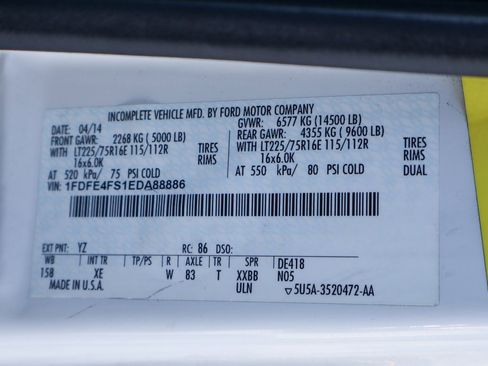 INCOMPLETE VEHICLE MFD. BY FORD MOTOR COMPANY
DATE: 04/14 GVWR: 6577 KG (14500 LB)
FRONT GAWR: 2268 KG ( 5000 LB) REAR GAWR: 4355 KG ( 9600 LB)
WITH LT225/75R16E 115/112R TIRES WITH LT225/75R16E 115/112R TIRES
16x6.0K RIMS 16x6.0K RIMS
AT 520 kPa/ 75 PSI COLD AT 550 kPa/ 80 PSI COLD DUAL
VIN: 1FDFE4FS1EDA88886
EXT PNT: YZ RC: 86 DSO:
WB INT TR TP/PS R AXLE TR SPR DE418
158 XE W 83 T XXBB N05
MADE IN U.S.A. ULN ▽5U5A-3520472-AA